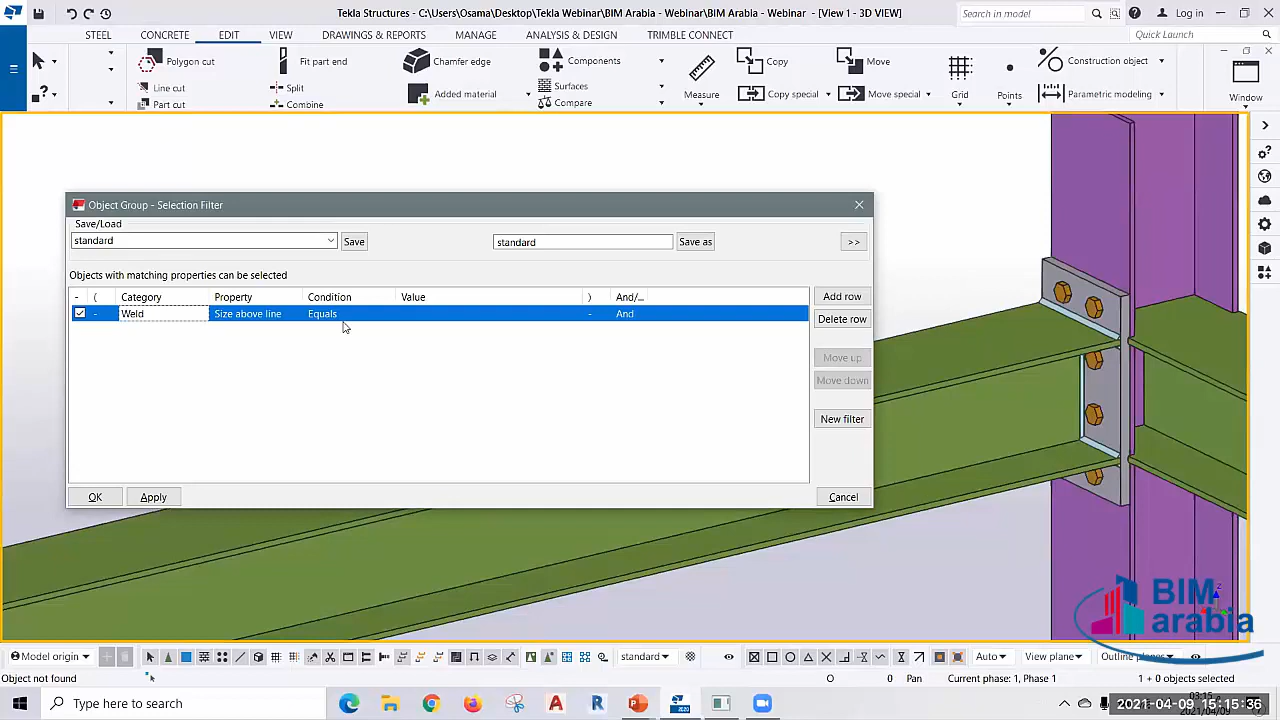 Tekla Structures - C:\Users\Osama\Desktop\Tekla Webinar\BIM Arabia - Webinar\BIM Arabia - Webinar - [View 1 - 3D VIEW]
Search in model
Log in
STEEL CONCRETE EDIT VIEW DRAWINGS & REPORTS MANAGE ANALYSIS & DESIGN TRIMBLE CONNECT
Quick Launch
Polygon cut
Fit part end
Chamfer edge
Components
Copy
Move
Construction object
Line cut
Split
Added material
Surfaces
Measure
Copy special
Move special
Grid
Points
Parametric modeling
Window
Part cut
Combine
Compare
Object Group - Selection Filter
Save/Load
standard
Save
standard
Save as
>>
Objects with matching properties can be selected
- ( Category Property Condition Value ) And/...
- Weld Size above line Equals - And
Add row
Delete row
Move up
Move down
New filter
OK
Apply
Cancel
BIM
arabia
Model origin
standard
Auto
View plane
Outline planes
Object not found
O
0
Pan
Current phase: 1, Phase 1
1 + 0 objects selected
Type here to search
2021-04-09 15:15:36